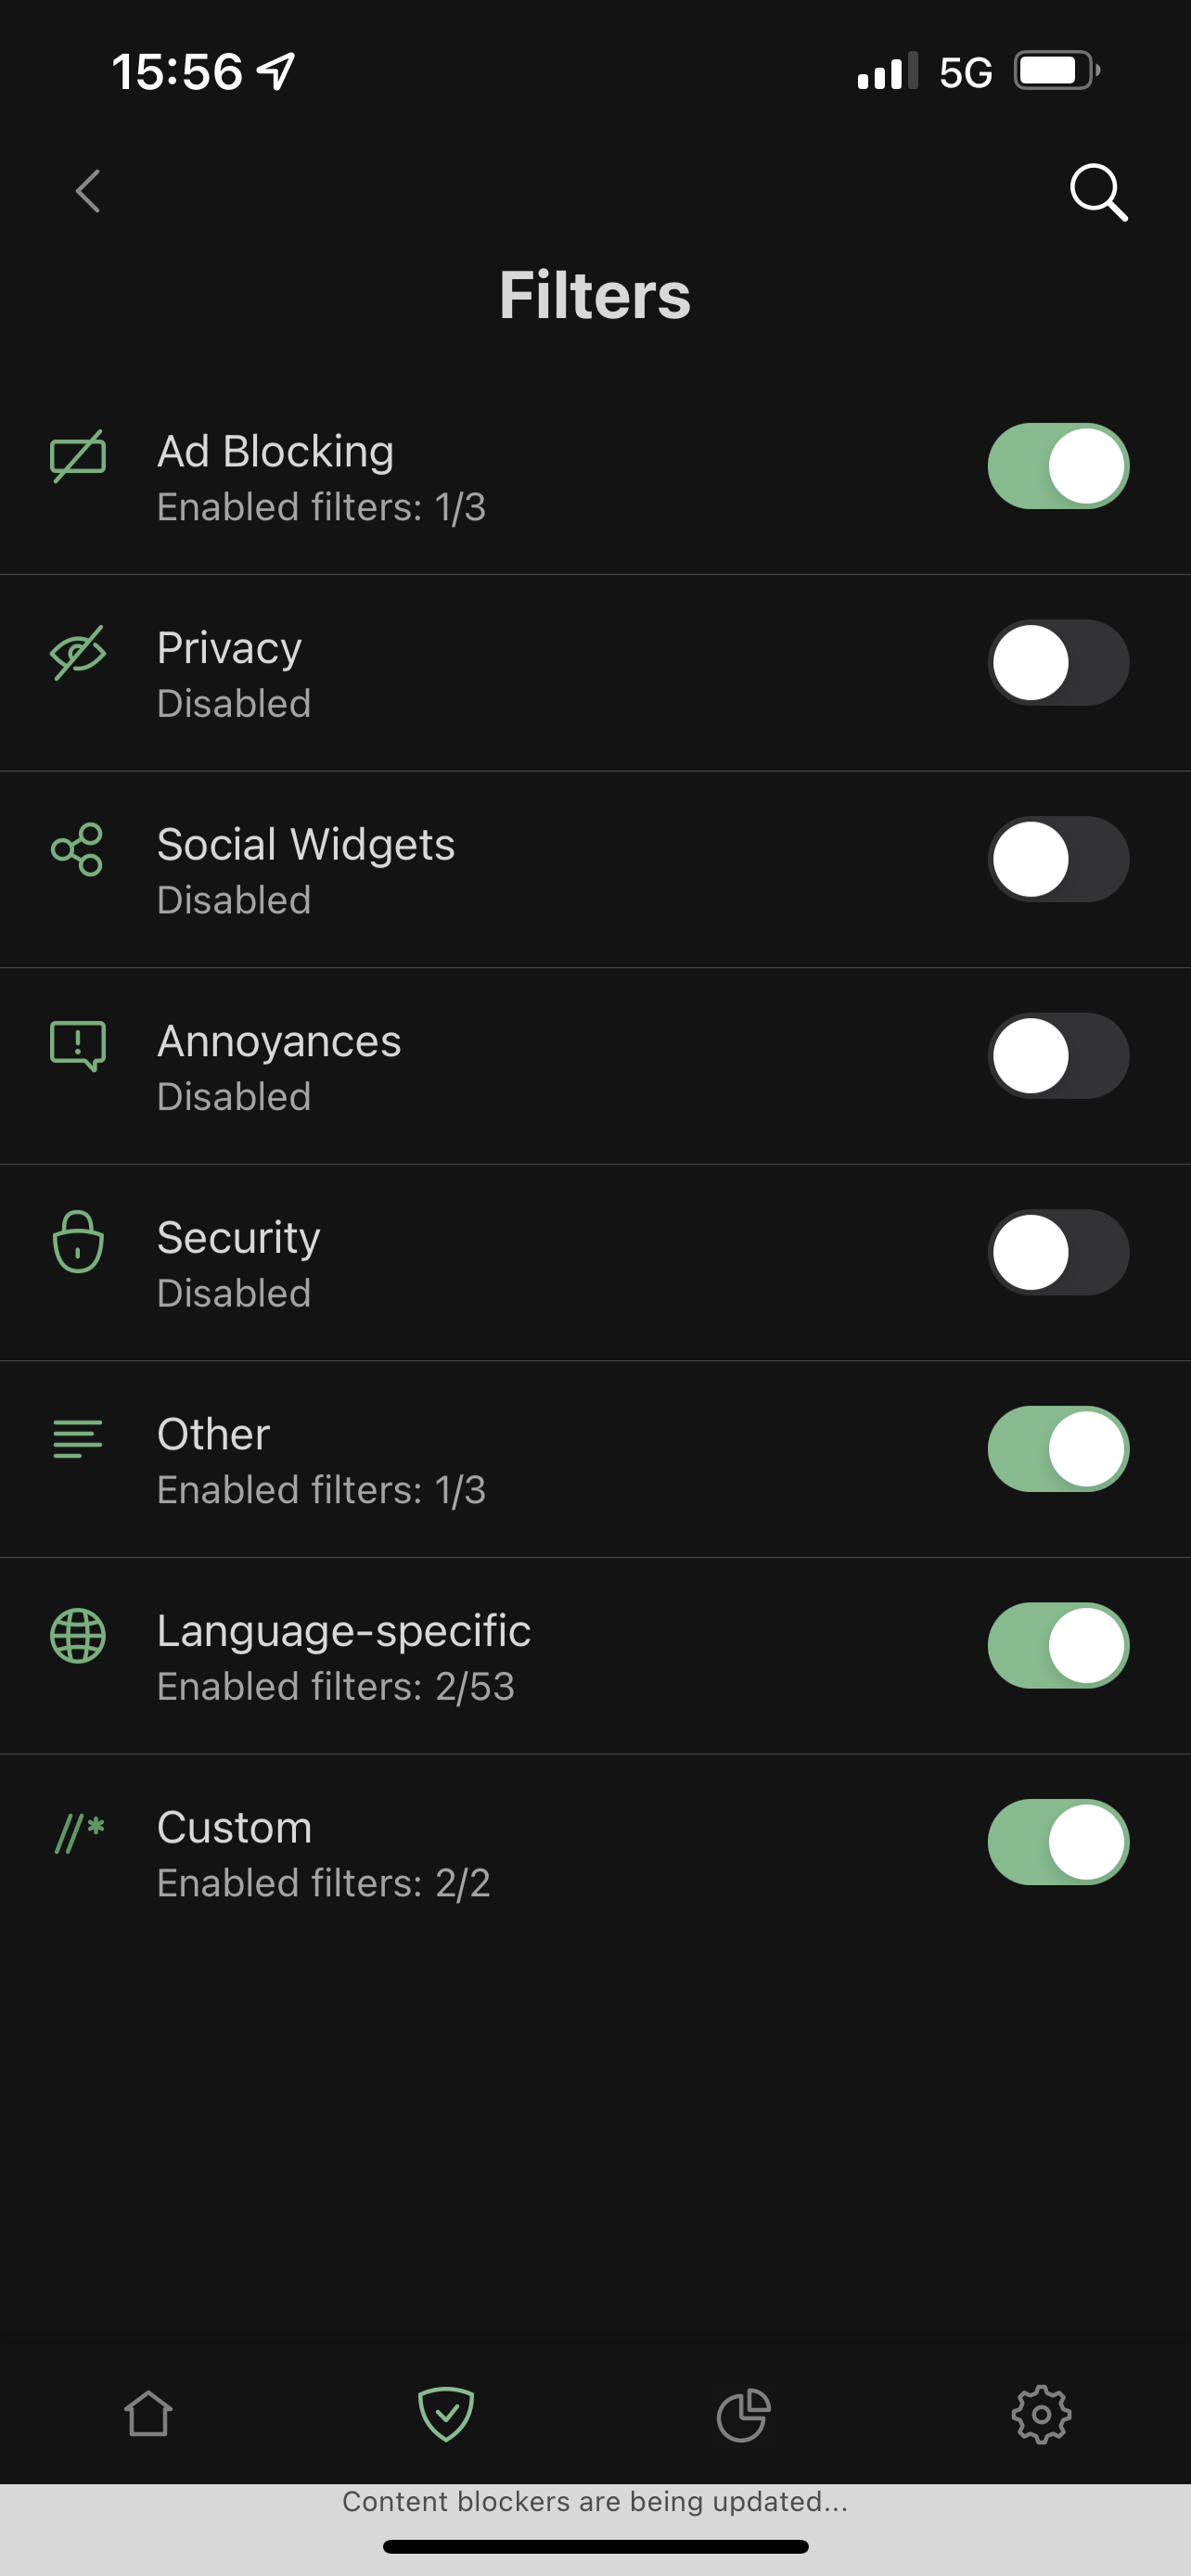 15:56
5G
Filters
Ad Blocking
Enabled filters: 1/3
Privacy
Disabled
Social Widgets
Disabled
Annoyances
Disabled
Security
Disabled
Other
Enabled filters: 1/3
Language-specific
Enabled filters: 2/53
Custom
Enabled filters: 2/2
Content blockers are being updated...